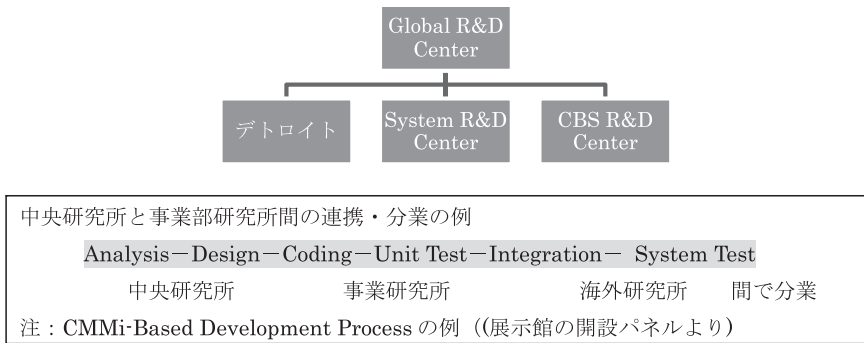 Global R&D
Center
デトロイト
System R&D
Center
CBS R&D
Center
中央研究所と事業部研究所間の連携・分業の例
Analysis－Design－Coding－Unit Test－Integration－ System Test
中央研究所 事業研究所 海外研究所 間で分業
注：CMMi-Based Development Process の例（(展示館の開設パネルより)